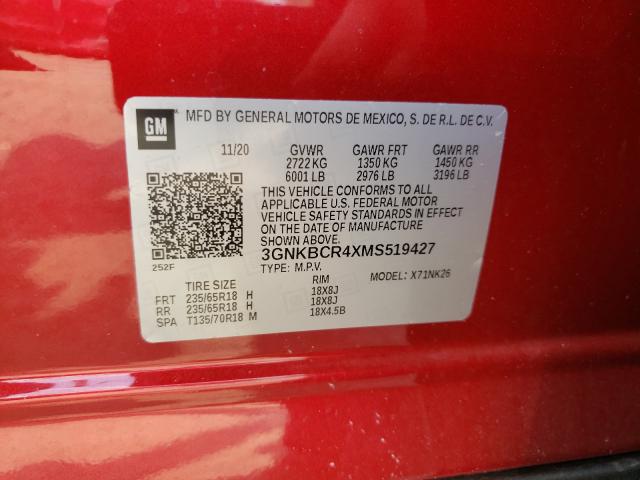 GM MFD BY GENERAL MOTORS DE MEXICO, S. DE R.L. DE C.V.
11/20 GVWR GAWR FRT GAWR RR
2722 KG 1350 KG 1450 KG
6001 LB 2976 LB 3196 LB
THIS VEHICLE CONFORMS TO ALL
APPLICABLE U.S. FEDERAL MOTOR
VEHICLE SAFETY STANDARDS IN EFFECT
ON THE DATE OF MANUFACTURE
SHOWN ABOVE.
3GNKBCR4XMS519427
252F TYPE: M.P.V. MODEL: X71NK26
TIRE SIZE RIM
FRT 235/65R18 H 18X8J
RR 235/65R18 H 18X8J
SPA T135/70R18 M 18X4.5B